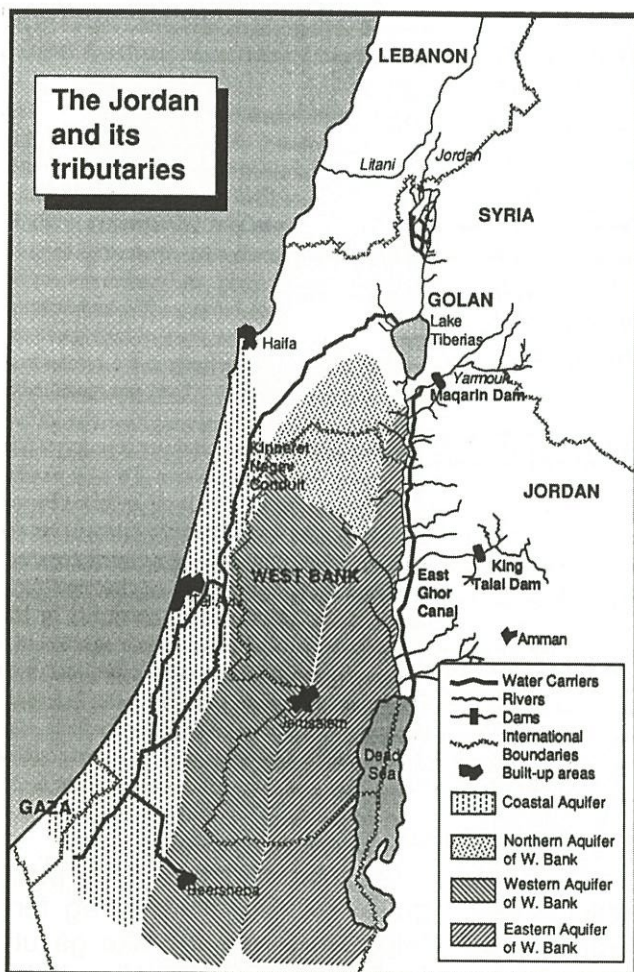 The Jordan
and its
tributaries
LEBANON
Litani
Jordan
SYRIA
GOLAN
Lake
Tiberias
Haifa
Yarmouk
Maqarin Dam
Kinneret
Negev
Conduit
JORDAN
WEST BANK
King
Talal Dam
East
Ghor
Canal
Tel Aviv
Amman
Jerusalem
Dead
Sea
GAZA
Beersheba
Water Carriers
Rivers
Dams
International
Boundaries
Built-up areas
Coastal Aquifer
Northern Aquifer
of W. Bank
Western Aquifer
of W. Bank
Eastern Aquifer
of W. Bank